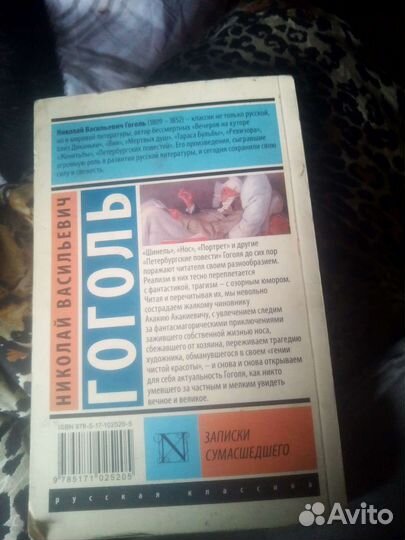 Николай Васильевич Гоголь (1809 – 1852) – классик не только русской,
но и мировой литературы, автор бессмертных «Вечеров на хуторе
близ Диканьки», «Вия», «Мертвых душ», «Тараса Бульбы», «Ревизора»,
«Женитьбы», «Петербургских повестей». Его произведения, сыгравшие
огромную роль в развитии русской литературы, и сегодня сохранили свою
силу и свежесть.
НИКОЛАЙ ВАСИЛЬЕВИЧ
ГОГОЛЬ
«Шинель», «Нос», «Портрет» и другие
«Петербургские повести» Гоголя до сих пор
поражают читателя своим разнообразием.
Реализм в них тесно переплетается
с фантастикой, трагизм – с озорным юмором.
Читая и перечитывая их, мы невольно
сострадаем жалкому чиновнику
Акакию Акакиевичу, с увлечением следим
за фантасмагорическими приключениями
зажившего собственной жизнью носа,
сбежавшего от хозяина, переживаем трагедию
художника, обманувшегося в своем «гении
чистой красоты», – и снова и снова открываем
для себя актуальность Гоголя, как никто
умевшего за частным и мелким увидеть
вечное и великое.
ISBN 978-5-17-102520-5
9 785171 025205
N
ЗАПИСКИ
СУМАСШЕДШЕГО
русская классика
Avito